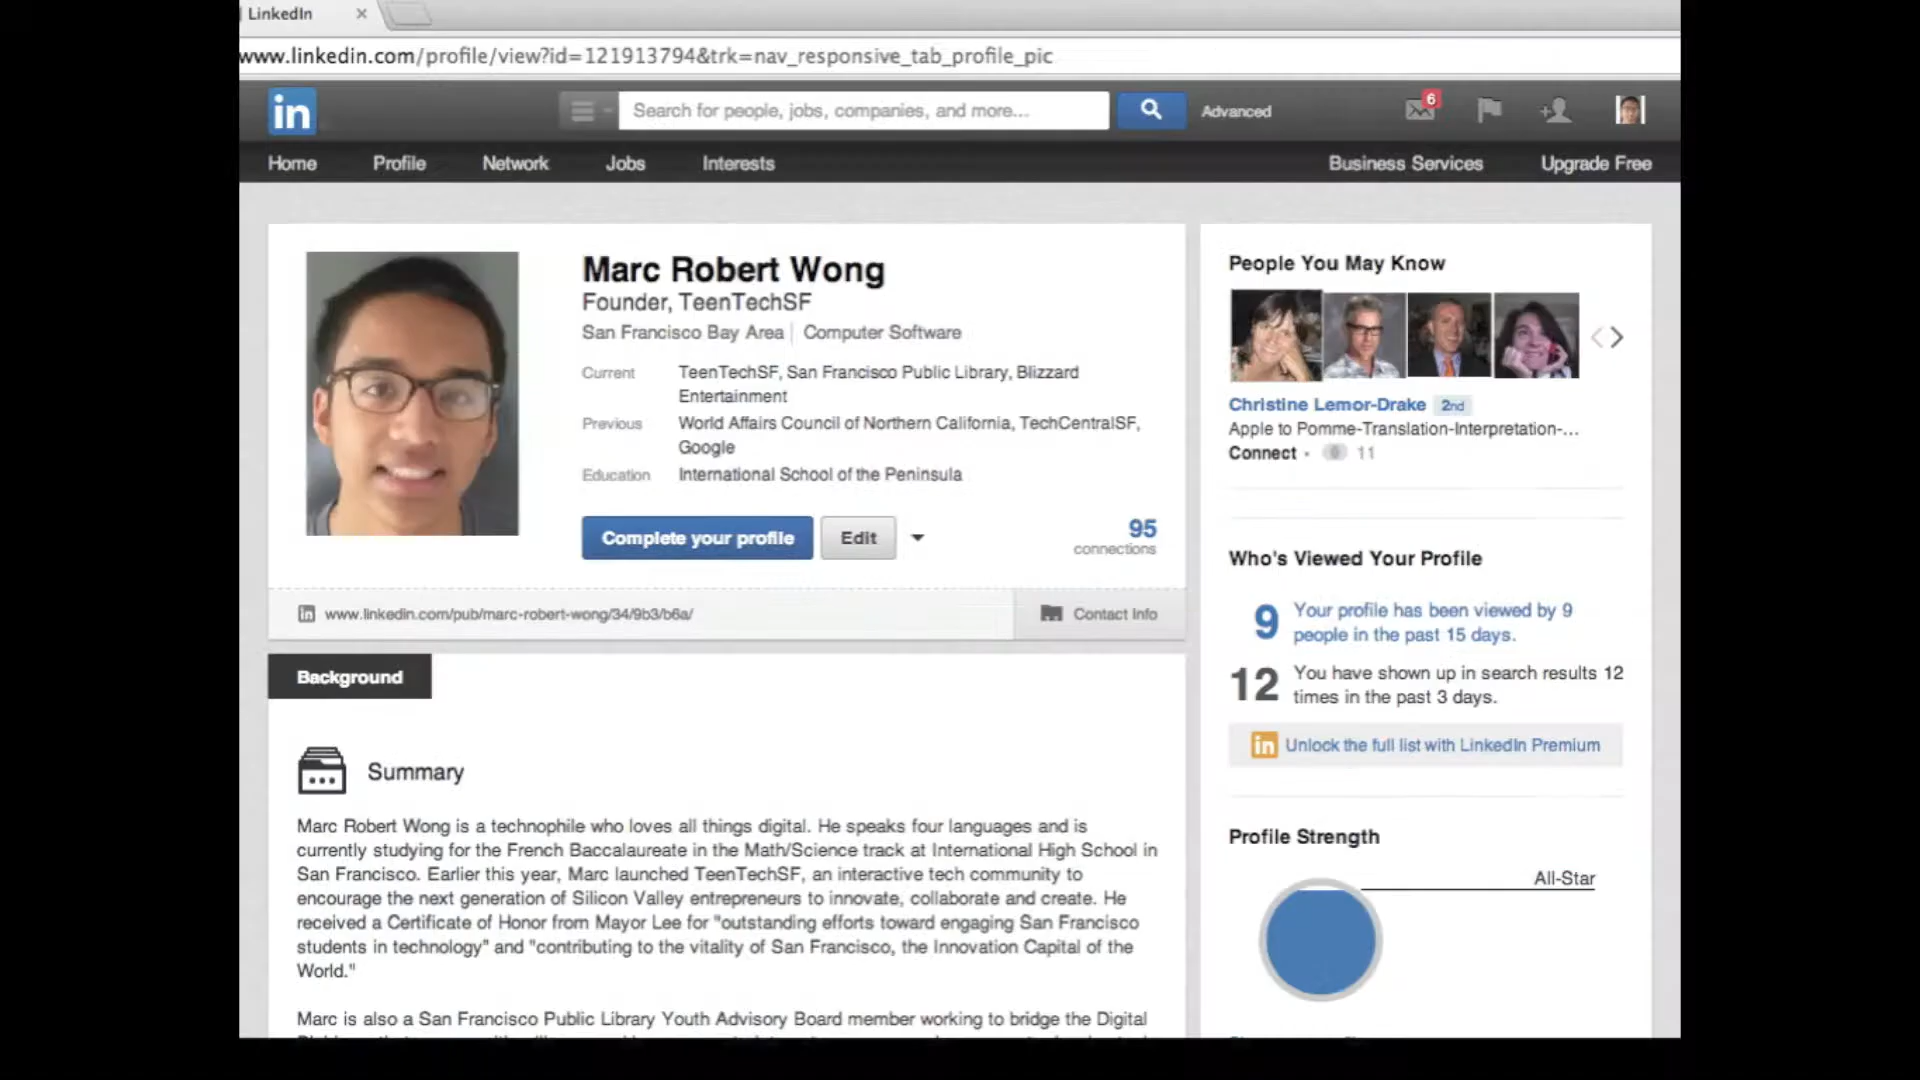 LinkedIn
www.linkedin.com/profile/view?id=121913794&trk=nav_responsive_tab_profile_pic
in
Search for people, jobs, companies, and more...
Advanced
6
Home
Profile
Network
Jobs
Interests
Business Services
Upgrade Free
Marc Robert Wong
Founder, TeenTechSF
San Francisco Bay Area | Computer Software
Current TeenTechSF, San Francisco Public Library, Blizzard
Entertainment
Previous World Affairs Council of Northern California, TechCentralSF,
Google
Education International School of the Peninsula
Complete your profile
Edit
95
connections
in www.linkedin.com/pub/marc-robert-wong/34/9b3/b6a/
Contact Info
Background
Summary
Marc Robert Wong is a technophile who loves all things digital. He speaks four languages and is
currently studying for the French Baccalaureate in the Math/Science track at International High School in
San Francisco. Earlier this year, Marc launched TeenTechSF, an interactive tech community to
encourage the next generation of Silicon Valley entrepreneurs to innovate, collaborate and create. He
received a Certificate of Honor from Mayor Lee for "outstanding efforts toward engaging San Francisco
students in technology" and "contributing to the vitality of San Francisco, the Innovation Capital of the
World."
Marc is also a San Francisco Public Library Youth Advisory Board member working to bridge the Digital
People You May Know
Christine Lemor-Drake 2nd
Apple to Pomme-Translation-Interpretation-...
Connect • 11
Who's Viewed Your Profile
9 Your profile has been viewed by 9
people in the past 15 days.
12 You have shown up in search results 12
times in the past 3 days.
in Unlock the full list with LinkedIn Premium
Profile Strength
All-Star